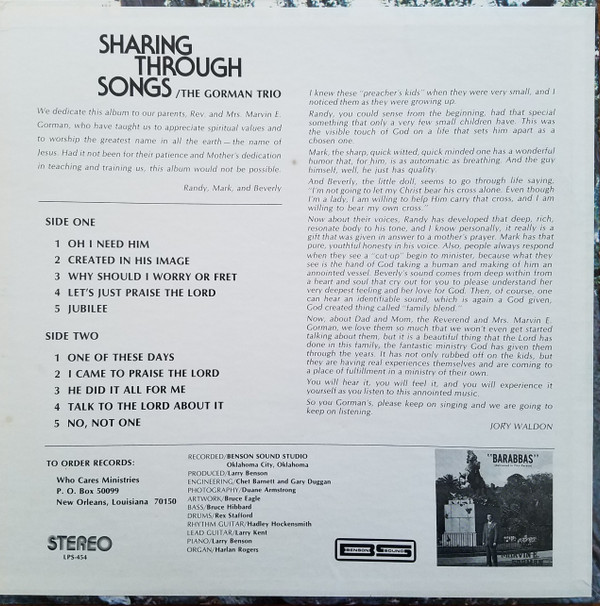 SHARING
THROUGH
SONGS /THE GORMAN TRIO
We dedicate this album to our parents, Rev. and Mrs. Marvin E.
Gorman, who have taught us to appreciate spiritual values and
to worship the greatest name in all the earth — the name of
Jesus. Had it not been for their patience and Mother's dedication
in teaching and training us, this album would not be possible.
Randy, Mark, and Beverly
SIDE ONE
1 OH I NEED HIM
2 CREATED IN HIS IMAGE
3 WHY SHOULD I WORRY OR FRET
4 LET'S JUST PRAISE THE LORD
5 JUBILEE
SIDE TWO
1 ONE OF THESE DAYS
2 I CAME TO PRAISE THE LORD
3 HE DID IT ALL FOR ME
4 TALK TO THE LORD ABOUT IT
5 NO, NOT ONE
I knew these "preacher's kids" when they were very small, and I
noticed them as they were growing up.
Randy, you could sense from the beginning, had that special
something that only a very few small children have. This was
the visible touch of God on a life that sets him apart as a
chosen one.
Mark, the sharp, quick witted, quick minded one has a wonderful
humor that, for him, is as automatic as breathing. And the guy
himself, well, he just has quality.
And Beverly, the little doll, seems to go through life saying,
"I'm not going to let my Christ bear his cross alone. Even though
I'm a lady, I am willing to help Him carry that cross, and I am
willing to bear my own cross."
Now about their voices, Randy has developed that deep, rich,
resonate body to his tone, and I know personally, it really is a
gift that was given in answer to a mother's prayer. Mark has that
pure, youthful honesty in his voice. Also, people always respond
when they see a "cut-up" begin to minister, because what they
see is the hand of God taking a human and making of him an
annointed vessel. Beverly's sound comes from deep within from
a heart and soul that cry out for you to please understand her
very deepest feeling and her love for God. Then, of course, one
can hear an identifiable sound, which is again a God given,
God created thing called "family blend."
Now, about Dad and Mom, the Reverend and Mrs. Marvin E.
Gorman, we love them so much that we won't even get started
talking about them, but it is a beautiful thing that the Lord has
done in this family, the fantastic ministry God has given them
through the years. It has not only rubbed off on the kids, but
they are having real experiences themselves and are coming to
a place of fulfillment in a ministry of their own.
You will hear it, you will feel it, and you will experience it
yourself as you listen to this annointed music.
So you Gorman's, please keep on singing and we are going to
keep on listening.
JORY WALDON
TO ORDER RECORDS:
Who Cares Ministries
P. O. Box 50099
New Orleans, Louisiana 70150
STEREO
LPS-454
RECORDED/BENSON SOUND STUDIO
Oklahoma City, Oklahoma
PRODUCED/Larry Benson
ENGINEERING/Chet Barnett and Gary Duggan
PHOTOGRAPHY/Duane Armstrong
ARTWORK/Bruce Eagle
BASS/Bruce Hibbard
DRUMS/Rex Stafford
RHYTHM GUITAR/Hadley Hockensmith
LEAD GUITAR/Larry Kent
PIANO/Larry Benson
ORGAN/Harlan Rogers
BENSON BS SOUND
"BARABBAS"
MARVIN E.
GORMAN